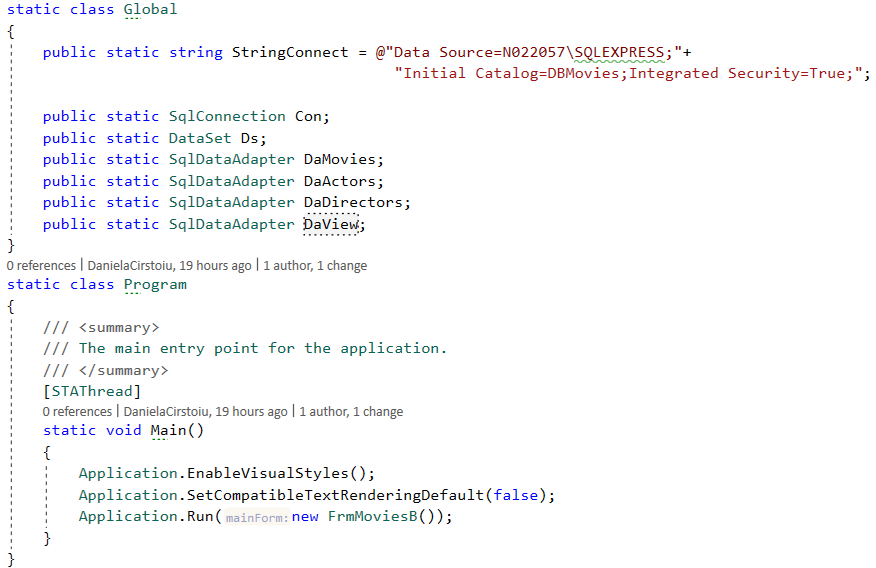 static class Global
{
    public static string StringConnect = @"Data Source=N022057\SQLEXPRESS;"+
                                       "Initial Catalog=DBMovies;Integrated Security=True;";
    public static SqlConnection Con;
    public static DataSet Ds;
    public static SqlDataAdapter DaMovies;
    public static SqlDataAdapter DaActors;
    public static SqlDataAdapter DaDirectors;
    public static SqlDataAdapter DaView;
}
0 references | DanielaCirstoiu, 19 hours ago | 1 author, 1 change
static class Program
{
    /// <summary>
    /// The main entry point for the application.
    /// </summary>
    [STAThread]
    0 references | DanielaCirstoiu, 19 hours ago | 1 author, 1 change
    static void Main()
    {
        Application.EnableVisualStyles();
        Application.SetCompatibleTextRenderingDefault(false);
        Application.Run(mainForm:new FrmMoviesB());
    }
}